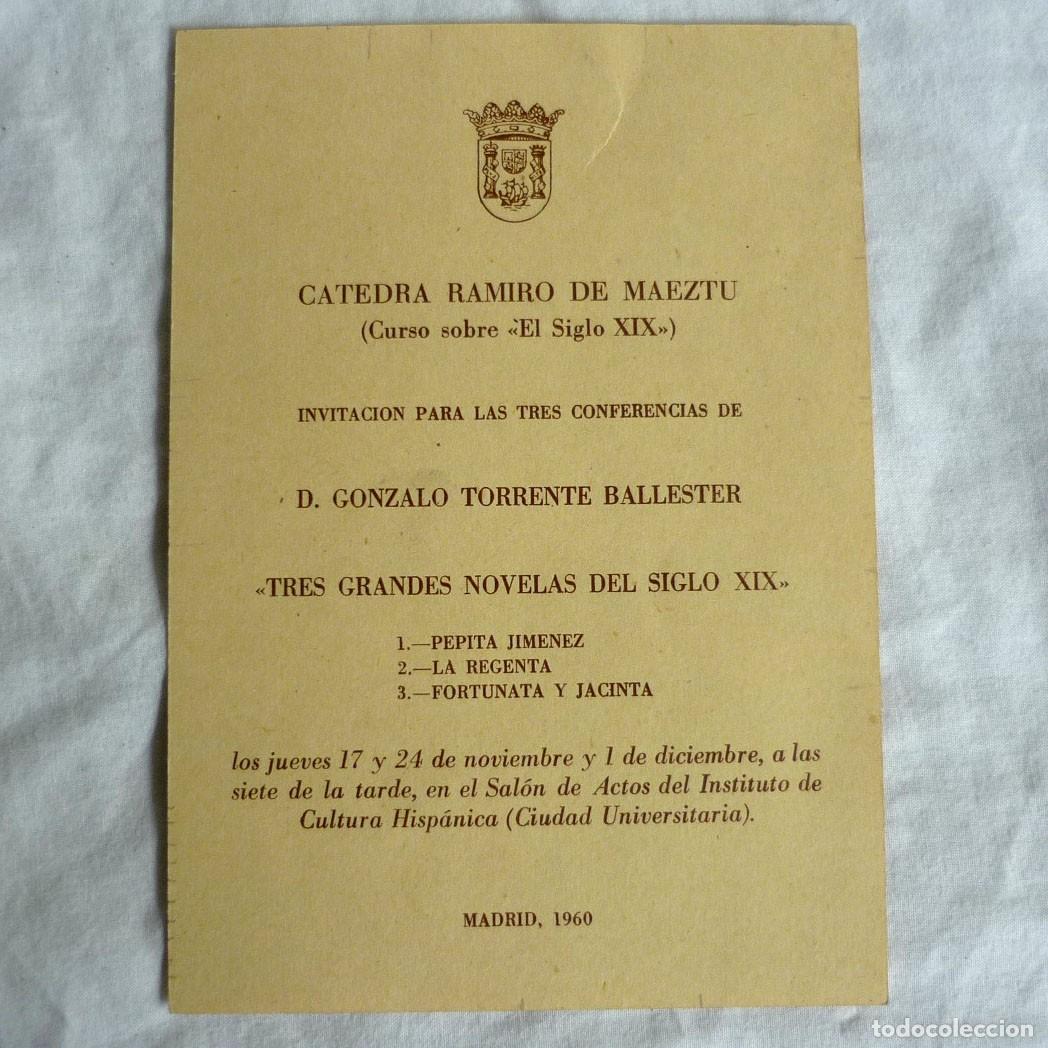 CATEDRA RAMIRO DE MAEZTU
(Curso sobre «El Siglo XIX»)
INVITACION PARA LAS TRES CONFERENCIAS DE
D. GONZALO TORRENTE BALLESTER
«TRES GRANDES NOVELAS DEL SIGLO XIX»
1.—PEPITA JIMENEZ
2.—LA REGENTA
3.—FORTUNATA Y JACINTA
los jueves 17 y 24 de noviembre y 1 de diciembre, a las
siete de la tarde, en el Salón de Actos del Instituto de
Cultura Hispánica (Ciudad Universitaria).
MADRID, 1960
todocoleccion